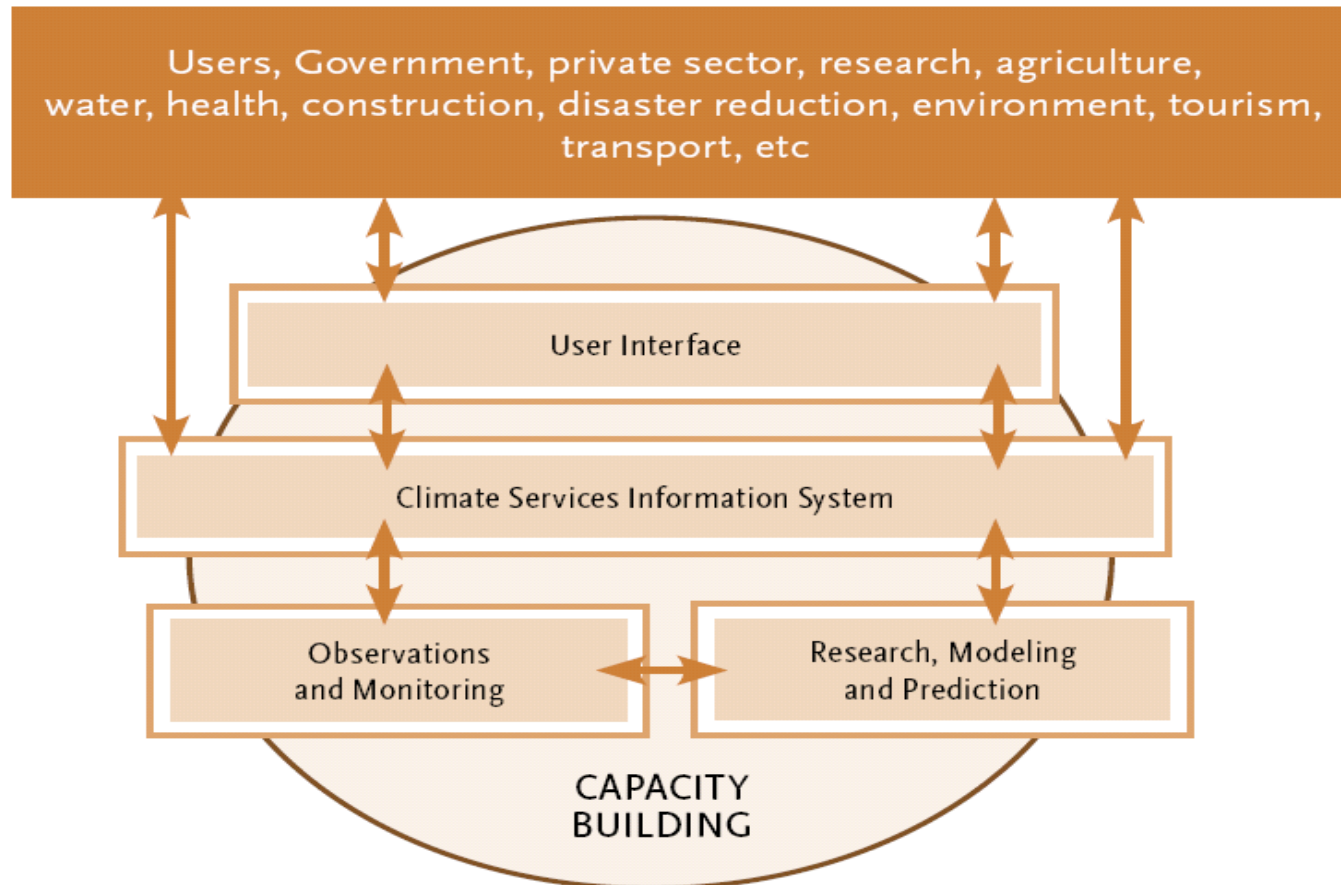 Users, Government, private sector, research, agriculture,
water, health, construction, disaster reduction, environment, tourism,
transport, etc
User Interface
Climate Services Information System
Observations
and Monitoring
Research, Modeling
and Prediction
CAPACITY
BUILDING